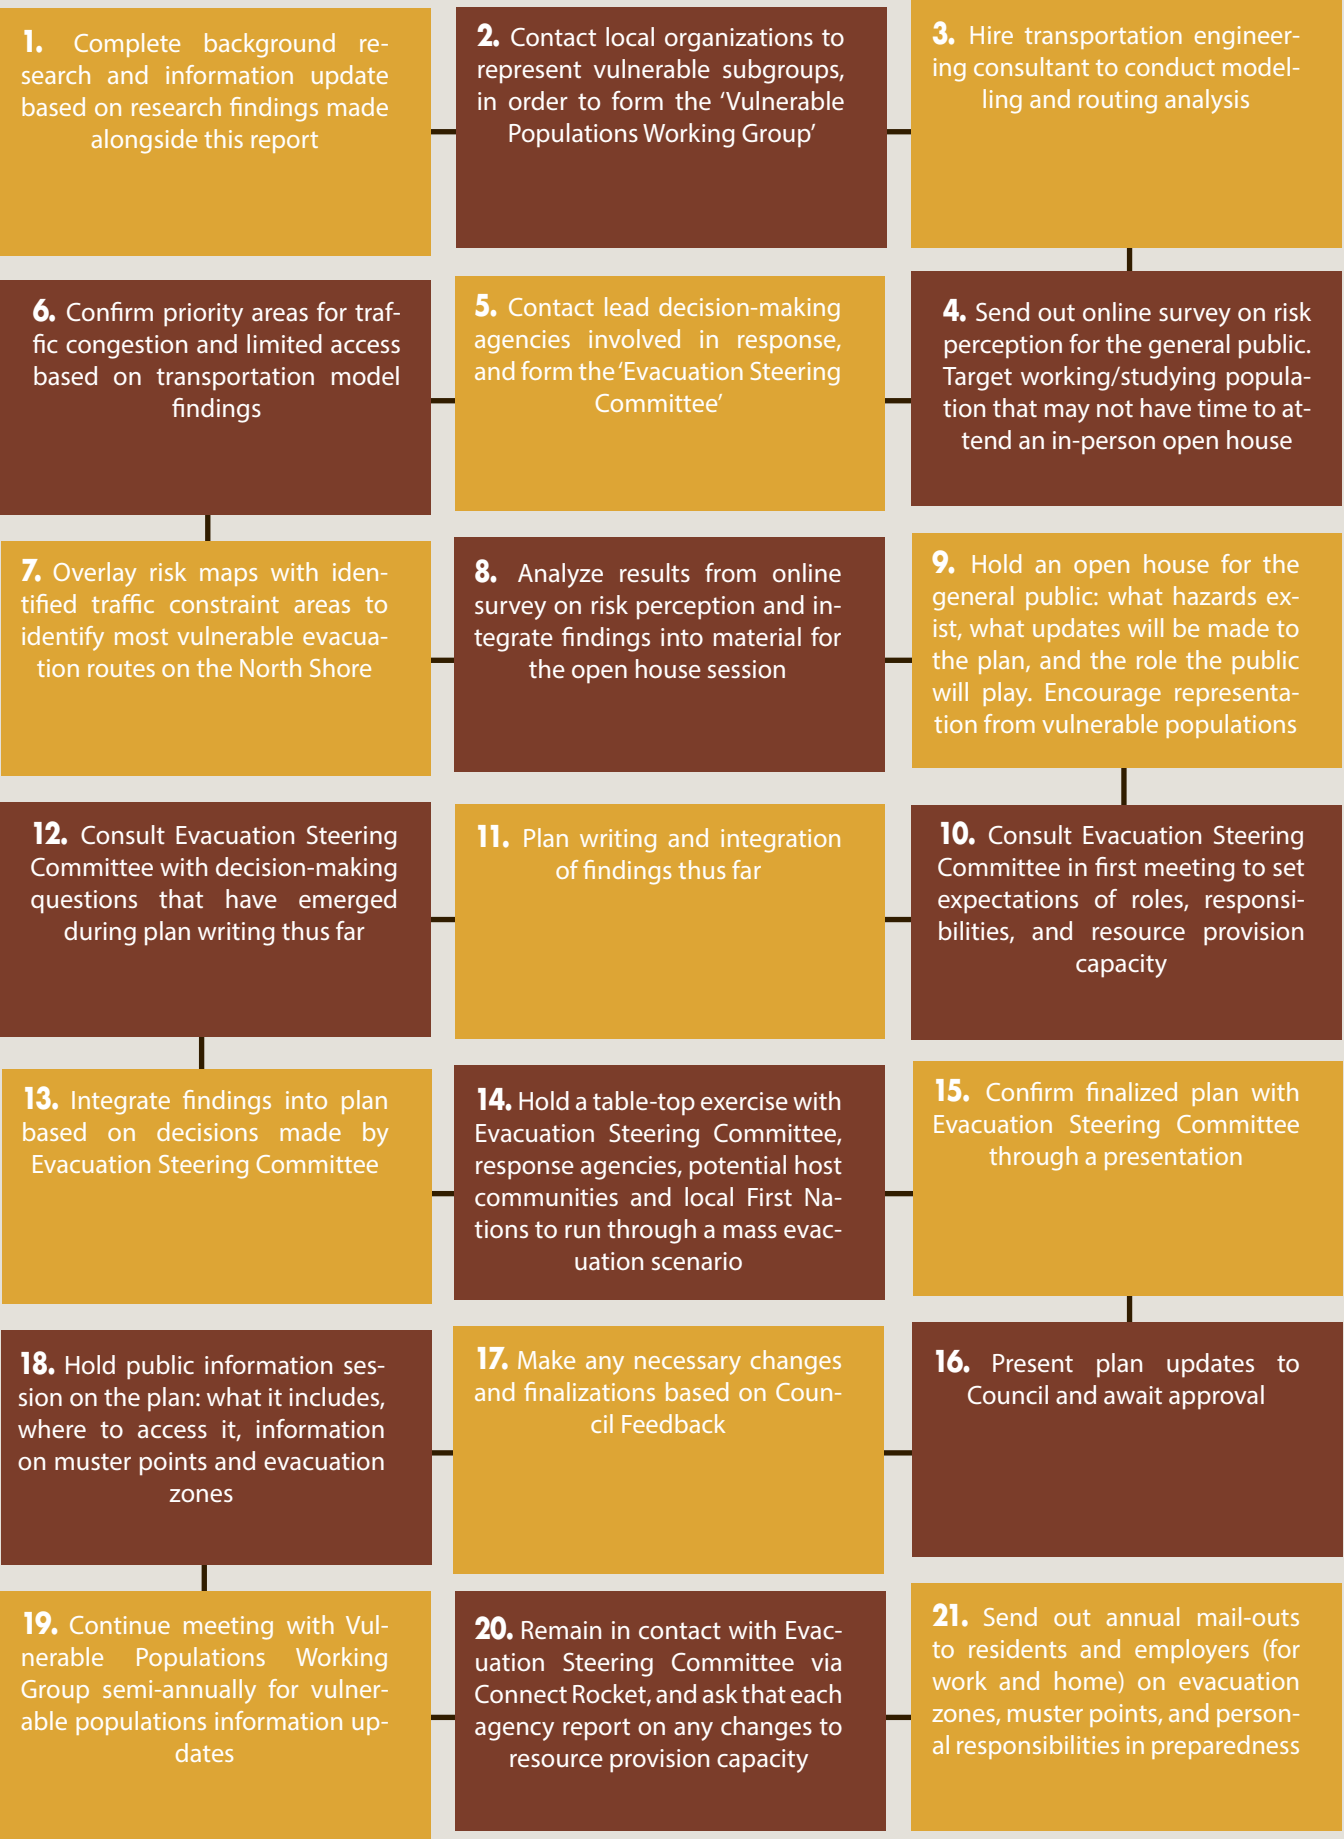 1. Complete background re-
search and information update
based on research findings made
alongside this report
2. Contact local organizations to
represent vulnerable subgroups,
in order to form the ‘Vulnerable
Populations Working Group’
3. Hire transportation engineer-
ing consultant to conduct model-
ling and routing analysis
4. Send out online survey on risk
perception for the general public.
Target working/studying popula-
tion that may not have time to at-
tend an in-person open house
5. Contact lead decision-making
agencies involved in response,
and form the ‘Evacuation Steering
Committee’
6. Confirm priority areas for traf-
fic congestion and limited access
based on transportation model
findings
7. Overlay risk maps with iden-
tified traffic constraint areas to
identify most vulnerable evacua-
tion routes on the North Shore
8. Analyze results from online
survey on risk perception and in-
tegrate findings into material for
the open house session
9. Hold an open house for the
general public: what hazards ex-
ist, what updates will be made to
the plan, and the role the public
will play. Encourage representa-
tion from vulnerable populations
10. Consult Evacuation Steering
Committee in first meeting to set
expectations of roles, responsi-
bilities, and resource provision
capacity
11. Plan writing and integration
of findings thus far
12. Consult Evacuation Steering
Committee with decision-making
questions that have emerged
during plan writing thus far
13. Integrate findings into plan
based on decisions made by
Evacuation Steering Committee
14. Hold a table-top exercise with
Evacuation Steering Committee,
response agencies, potential host
communities and local First Na-
tions to run through a mass evac-
uation scenario
15. Confirm finalized plan with
Evacuation Steering Committee
through a presentation
16. Present plan updates to
Council and await approval
17. Make any necessary changes
and finalizations based on Coun-
cil Feedback
18. Hold public information ses-
sion on the plan: what it includes,
where to access it, information
on muster points and evacuation
zones
19. Continue meeting with Vul-
nerable Populations Working
Group semi-annually for vulner-
able populations information up-
dates
20. Remain in contact with Evac-
uation Steering Committee via
Connect Rocket, and ask that each
agency report on any changes to
resource provision capacity
21. Send out annual mail-outs
to residents and employers (for
work and home) on evacuation
zones, muster points, and person-
al responsibilities in preparedness